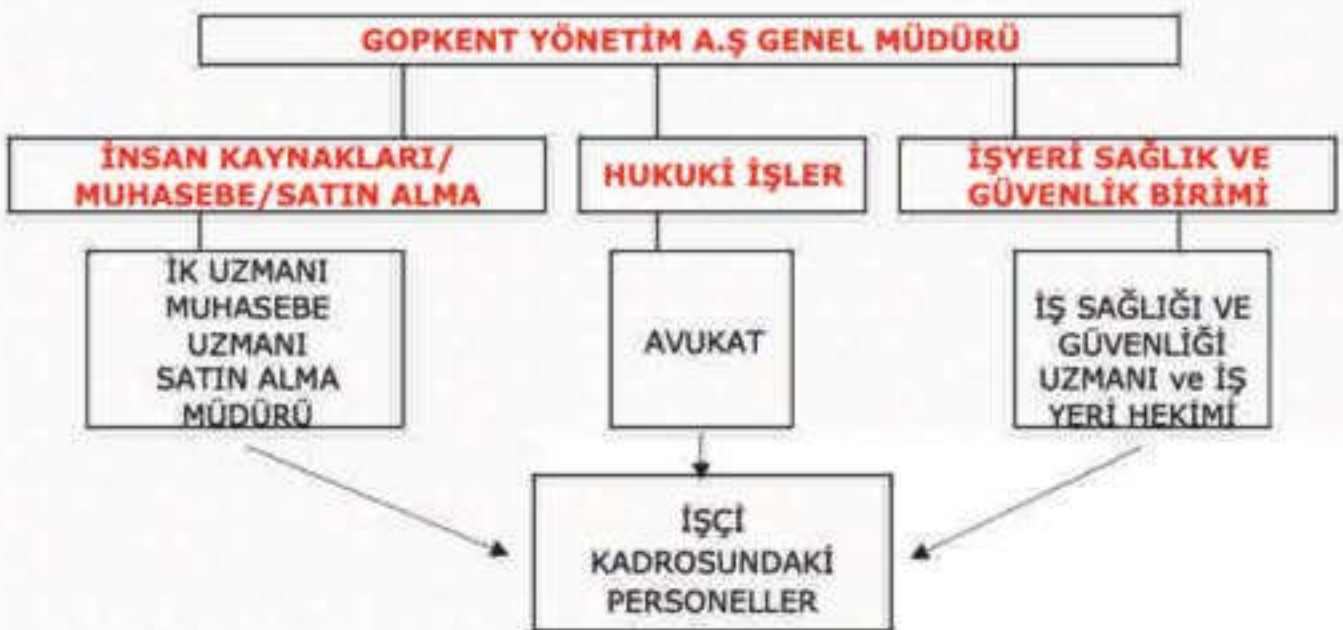 GOPKENT YÖNETİM A.Ş GENEL MÜDÜRÜ
İNSAN KAYNAKLARI/
MUHASEBE/SATIN ALMA
HUKUKİ İŞLER
İŞYERİ SAĞLIK VE
GÜVENLİK BİRİMİ
İK UZMANI
MUHASEBE
UZMANI
SATIN ALMA
MÜDÜRÜ
AVUKAT
İŞ SAĞLIĞI VE
GÜVENLİĞİ
UZMANI ve İŞ
YERİ HEKİMİ
İŞÇİ
KADROSUNDAKİ
PERSONELLER